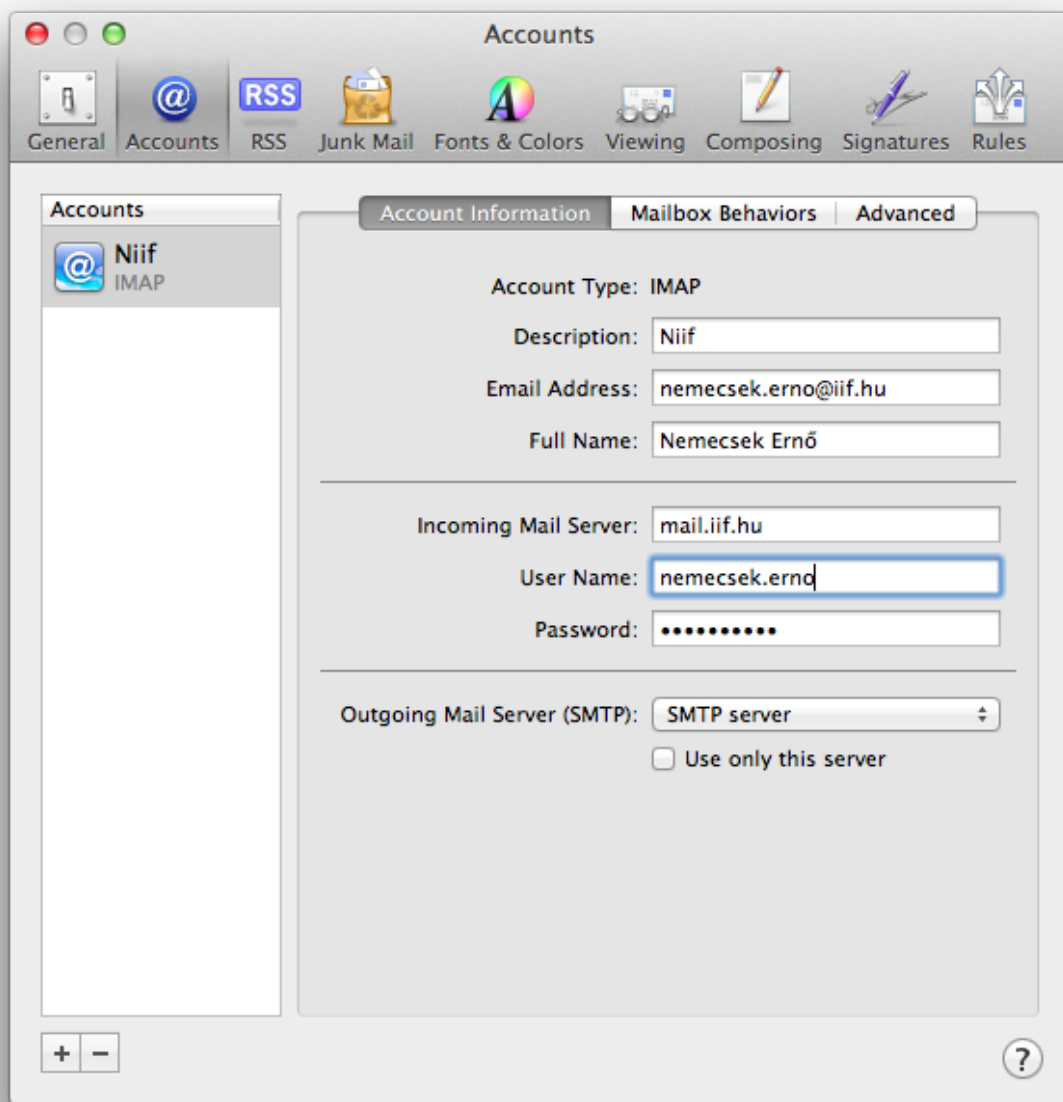 Accounts
RSS
General Accounts RSS Junk Mail Fonts & Colors Viewing Composing Signatures Rules
Accounts
Niif
IMAP
Account Information Mailbox Behaviors Advanced
Account Type: IMAP
Description: Niif
Email Address: nemecsek.erno@iif.hu
Full Name: Nemecsek Ernő
Incoming Mail Server: mail.iif.hu
User Name: nemecsek.erno
Password: ••••••••••
Outgoing Mail Server (SMTP): SMTP server
Use only this server
+ − ?